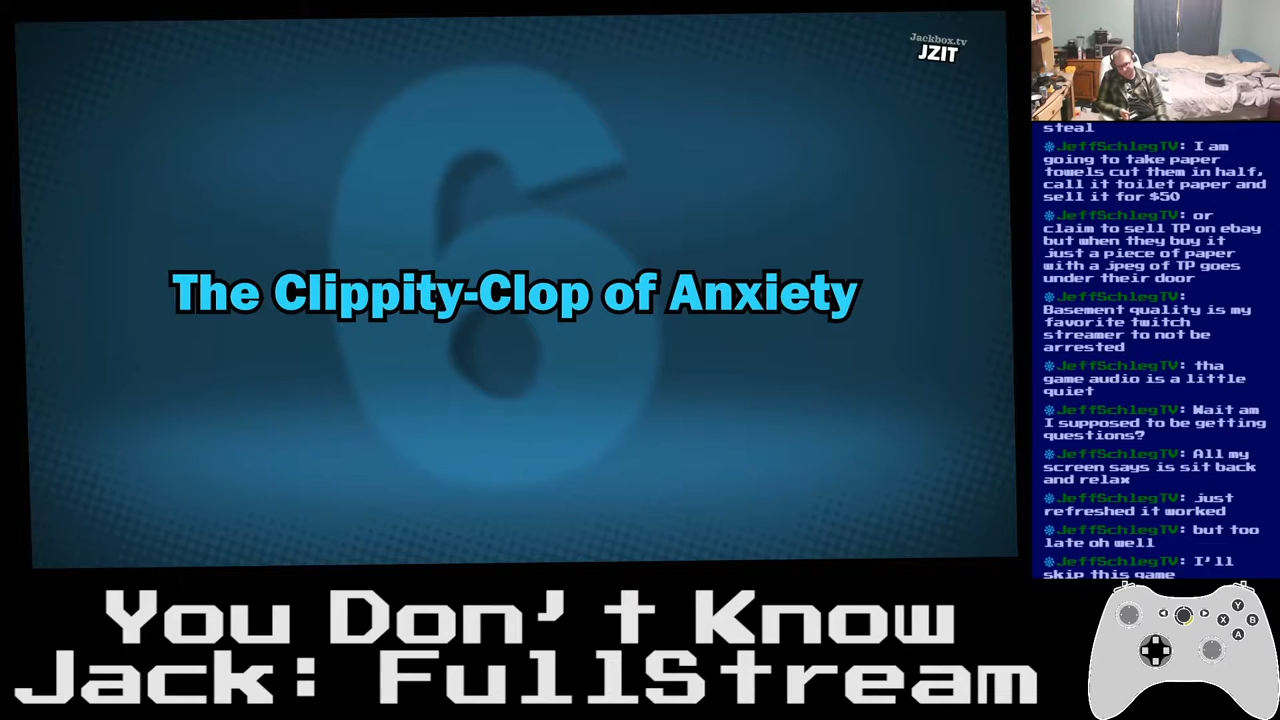 Jackbox.tv
JZIT
The Clippity-Clop of Anxiety
steal
JeffSchlegTV: I am
going to take paper
towels cut them in half,
call it toilet paper and
sell it for $50
JeffSchlegTV: or
claim to sell TP on ebay
but when they buy it
just a piece of paper
with a jpeg of TP goes
under their door
JeffSchlegTV:
Basement quality is my
favorite twitch
streamer to not be
arrested
JeffSchlegTV: tha
game audio is a little
quiet
JeffSchlegTV: Wait am
I supposed to be getting
questions?
JeffSchlegTV: All my
screen says is sit back
and relax
JeffSchlegTV: just
refreshed it worked
JeffSchlegTV: but too
late oh well
JeffSchlegTV: I'll
skip this game
You Don't Know
Jack: FullStream
Y
X
B
A
6